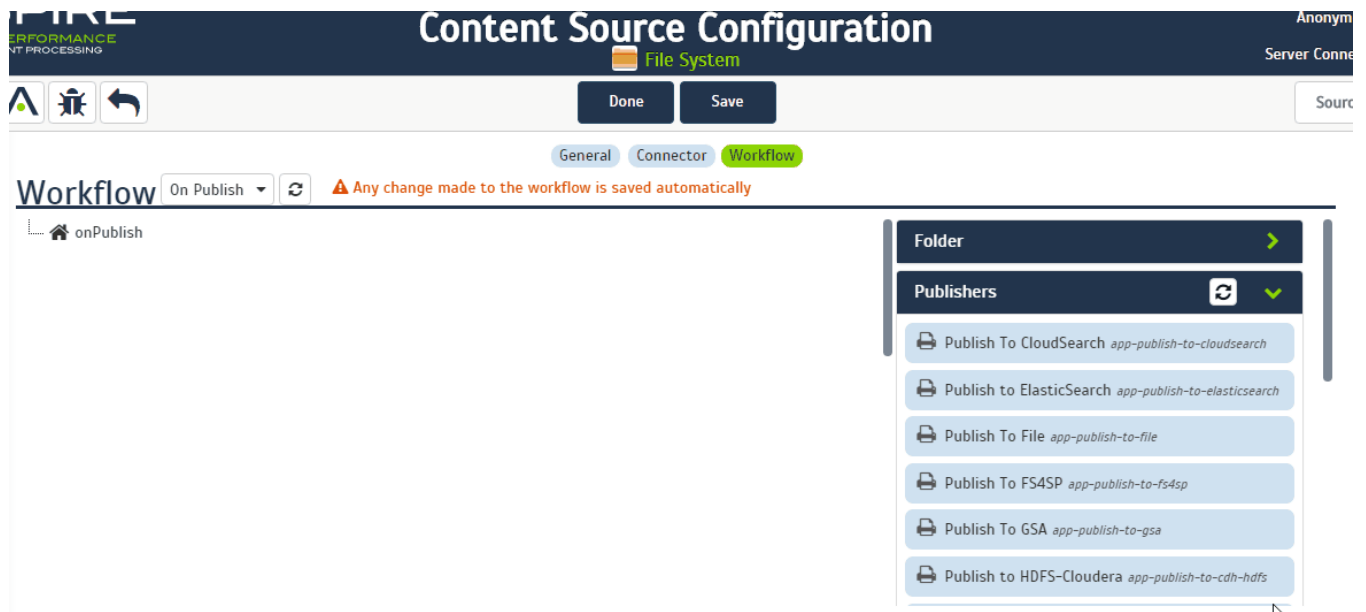 Content Source Configuration
PERFORMANCE
NT PROCESSING
File System
Anonym
Server Conne
Done
Save
Sourc
General
Connector
Workflow
Workflow
On Publish
Any change made to the workflow is saved automatically
onPublish
Folder
Publishers
Publish To CloudSearch app-publish-to-cloudsearch
Publish to ElasticSearch app-publish-to-elasticsearch
Publish To File app-publish-to-file
Publish To FS4SP app-publish-to-fs4sp
Publish To GSA app-publish-to-gsa
Publish to HDFS-Cloudera app-publish-to-cdh-hdfs